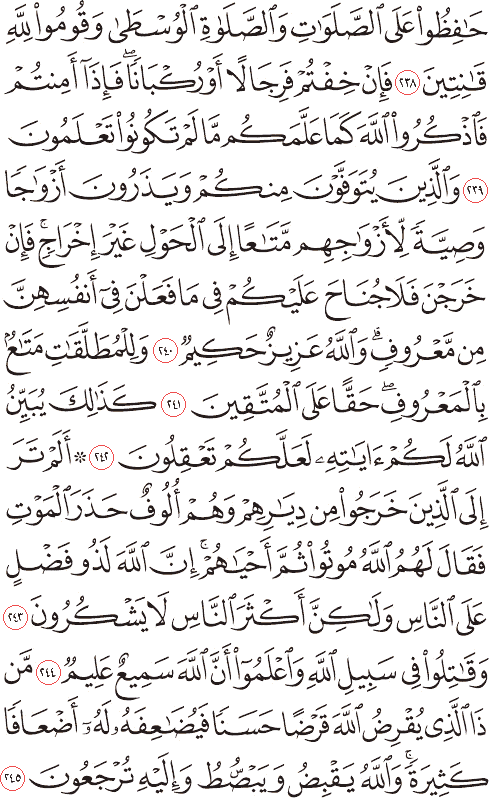 حَٰفِظُوا۟ عَلَى ٱلصَّلَوَٰتِ وَٱلصَّلَوٰةِ ٱلْوُسْطَىٰ وَقُومُوا۟ لِلَّهِ
قَٰنِتِينَ ٢٣٨ فَإِنْ خِفْتُمْ فَرِجَالًا أَوْ رُكْبَانًا ۖ فَإِذَآ أَمِنتُمْ
فَٱذْكُرُوا۟ ٱللَّهَ كَمَا عَلَّمَكُم مَّا لَمْ تَكُونُوا۟ تَعْلَمُونَ
٢٣٩ وَٱلَّذِينَ يُتَوَفَّوْنَ مِنكُمْ وَيَذَرُونَ أَزْوَٰجًا
وَصِيَّةً لِّأَزْوَٰجِهِم مَّتَٰعًا إِلَى ٱلْحَوْلِ غَيْرَ إِخْرَاجٍ ۚ فَإِنْ
خَرَجْنَ فَلَا جُنَاحَ عَلَيْكُمْ فِى مَا فَعَلْنَ فِىٓ أَنفُسِهِنَّ
مِن مَّعْرُوفٍ ۗ وَٱللَّهُ عَزِيزٌ حَكِيمٌ ٢٤٠ وَلِلْمُطَلَّقَٰتِ مَتَٰعٌۢ
بِٱلْمَعْرُوفِ ۖ حَقًّا عَلَى ٱلْمُتَّقِينَ ٢٤١ كَذَٰلِكَ يُبَيِّنُ
ٱللَّهُ لَكُمْ ءَايَٰتِهِۦ لَعَلَّكُمْ تَعْقِلُونَ ٢٤٢ ۞ أَلَمْ تَرَ
إِلَى ٱلَّذِينَ خَرَجُوا۟ مِن دِيَٰرِهِمْ وَهُمْ أُلُوفٌ حَذَرَ ٱلْمَوْتِ
فَقَالَ لَهُمُ ٱللَّهُ مُوتُوا۟ ثُمَّ أَحْيَٰهُمْ ۚ إِنَّ ٱللَّهَ لَذُو فَضْلٍ
عَلَى ٱلنَّاسِ وَلَٰكِنَّ أَكْثَرَ ٱلنَّاسِ لَا يَشْكُرُونَ ٢٤٣
وَقَٰتِلُوا۟ فِى سَبِيلِ ٱللَّهِ وَٱعْلَمُوٓا۟ أَنَّ ٱللَّهَ سَمِيعٌ عَلِيمٌ ٢٤٤ مَّن
ذَا ٱلَّذِى يُقْرِضُ ٱللَّهَ قَرْضًا حَسَنًا فَيُضَٰعِفَهُۥ لَهُۥٓ أَضْعَافًا
كَثِيرَةً ۚ وَٱللَّهُ يَقْبِضُ وَيَبْصُۜطُ وَإِلَيْهِ تُرْجَعُونَ ٢٤٥